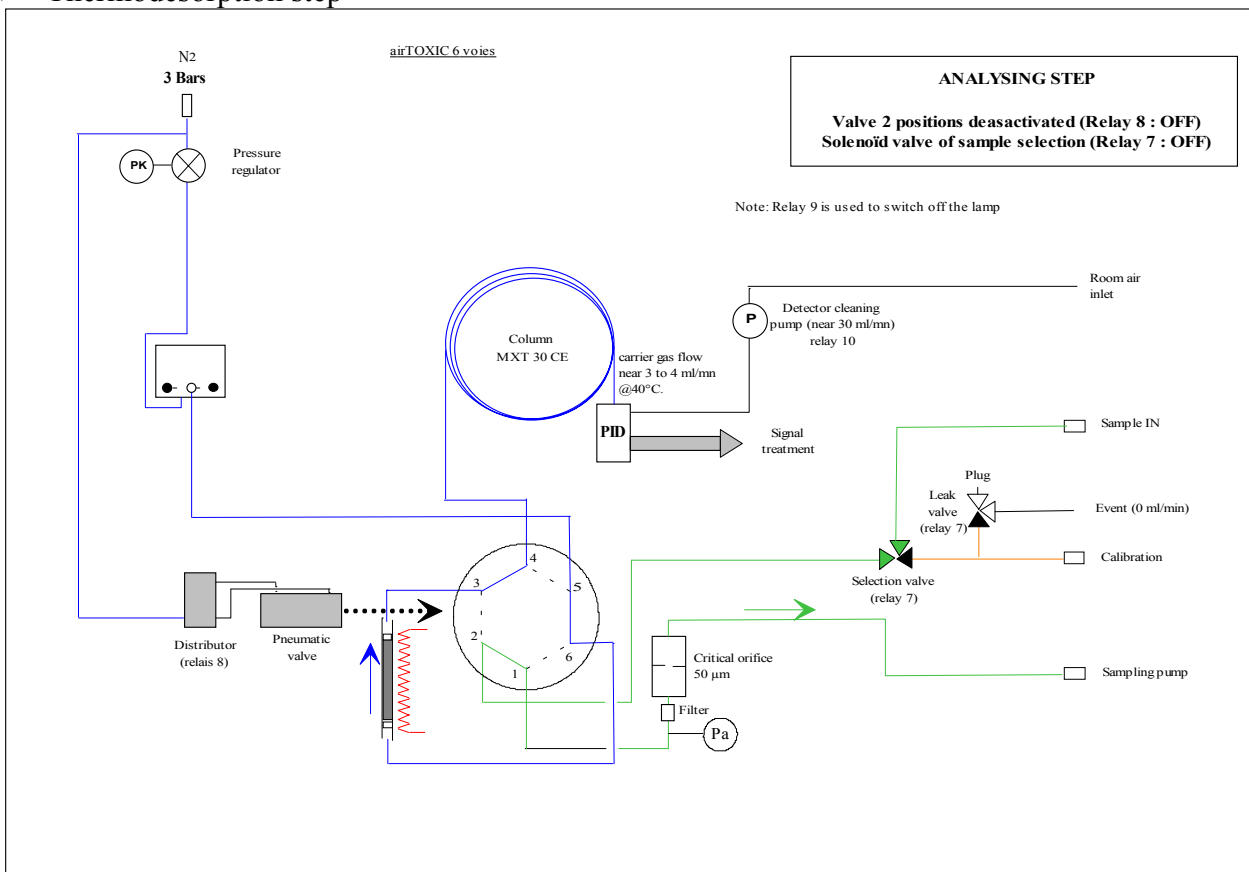 Thermodesorption step
N2
3 Bars
airTOXIC 6 voies
ANALYSING STEP
Valve 2 positions deasactivated (Relay 8 : OFF)
Solenoïd valve of sample selection (Relay 7 : OFF)
PK
Pressure
regulator
Note: Relay 9 is used to switch off the lamp
Room air
inlet
P
Detector cleaning
pump (near 30 ml/mn)
relay 10
Column
MXT 30 CE
carrier gas flow
near 3 to 4 ml/mn
@40°C.
PID
Signal
treatment
Sample IN
Plug
Leak
valve
(relay 7)
Event (0 ml/min)
Calibration
Selection valve
(relay 7)
4
3
5
2
6
1
Distributor
(relais 8)
Pneumatic
valve
Critical orifice
50 µm
Sampling pump
Filter
Pa